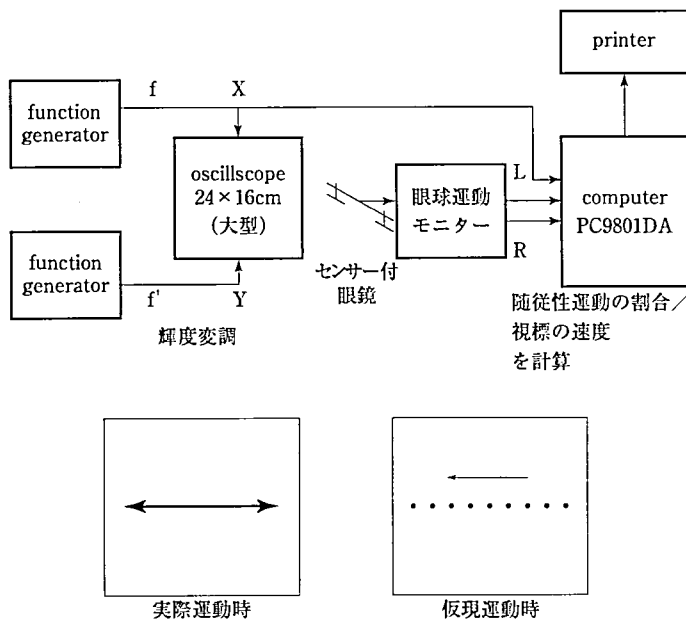 printer
function
generator
f
X
oscillscope
24×16cm
(大型)
L
眼球運動
モニター
R
computer
PC9801DA
function
generator
f'
Y
センサー付
眼鏡
輝度変調
随従性運動の割合/
視標の速度
を計算
実際運動時
仮現運動時